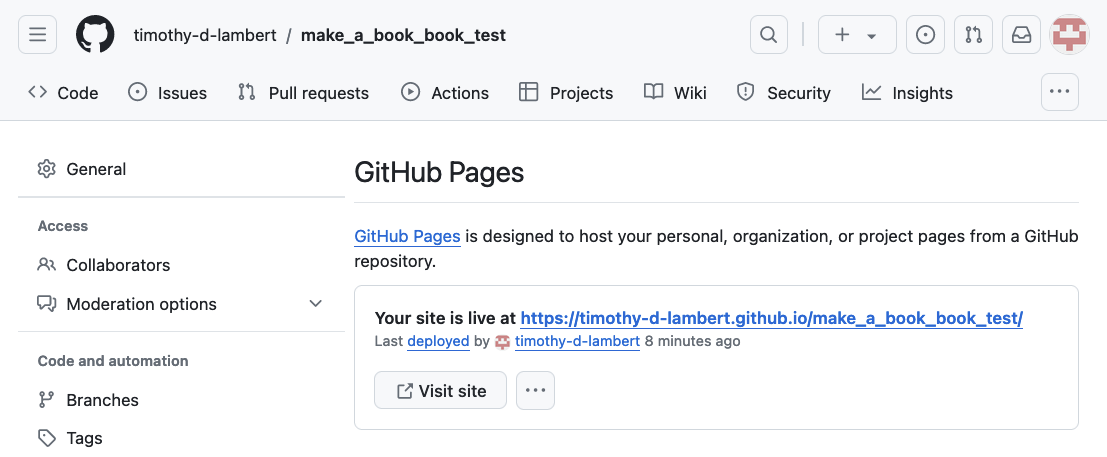 timothy-d-lambert / make_a_book_book_test
Code Issues Pull requests Actions Projects Wiki Security Insights
General
Access
Collaborators
Moderation options
Code and automation
Branches
Tags
GitHub Pages
GitHub Pages is designed to host your personal, organization, or project pages from a GitHub
repository.
Your site is live at https://timothy-d-lambert.github.io/make_a_book_book_test/
Last deployed by timothy-d-lambert 8 minutes ago
Visit site